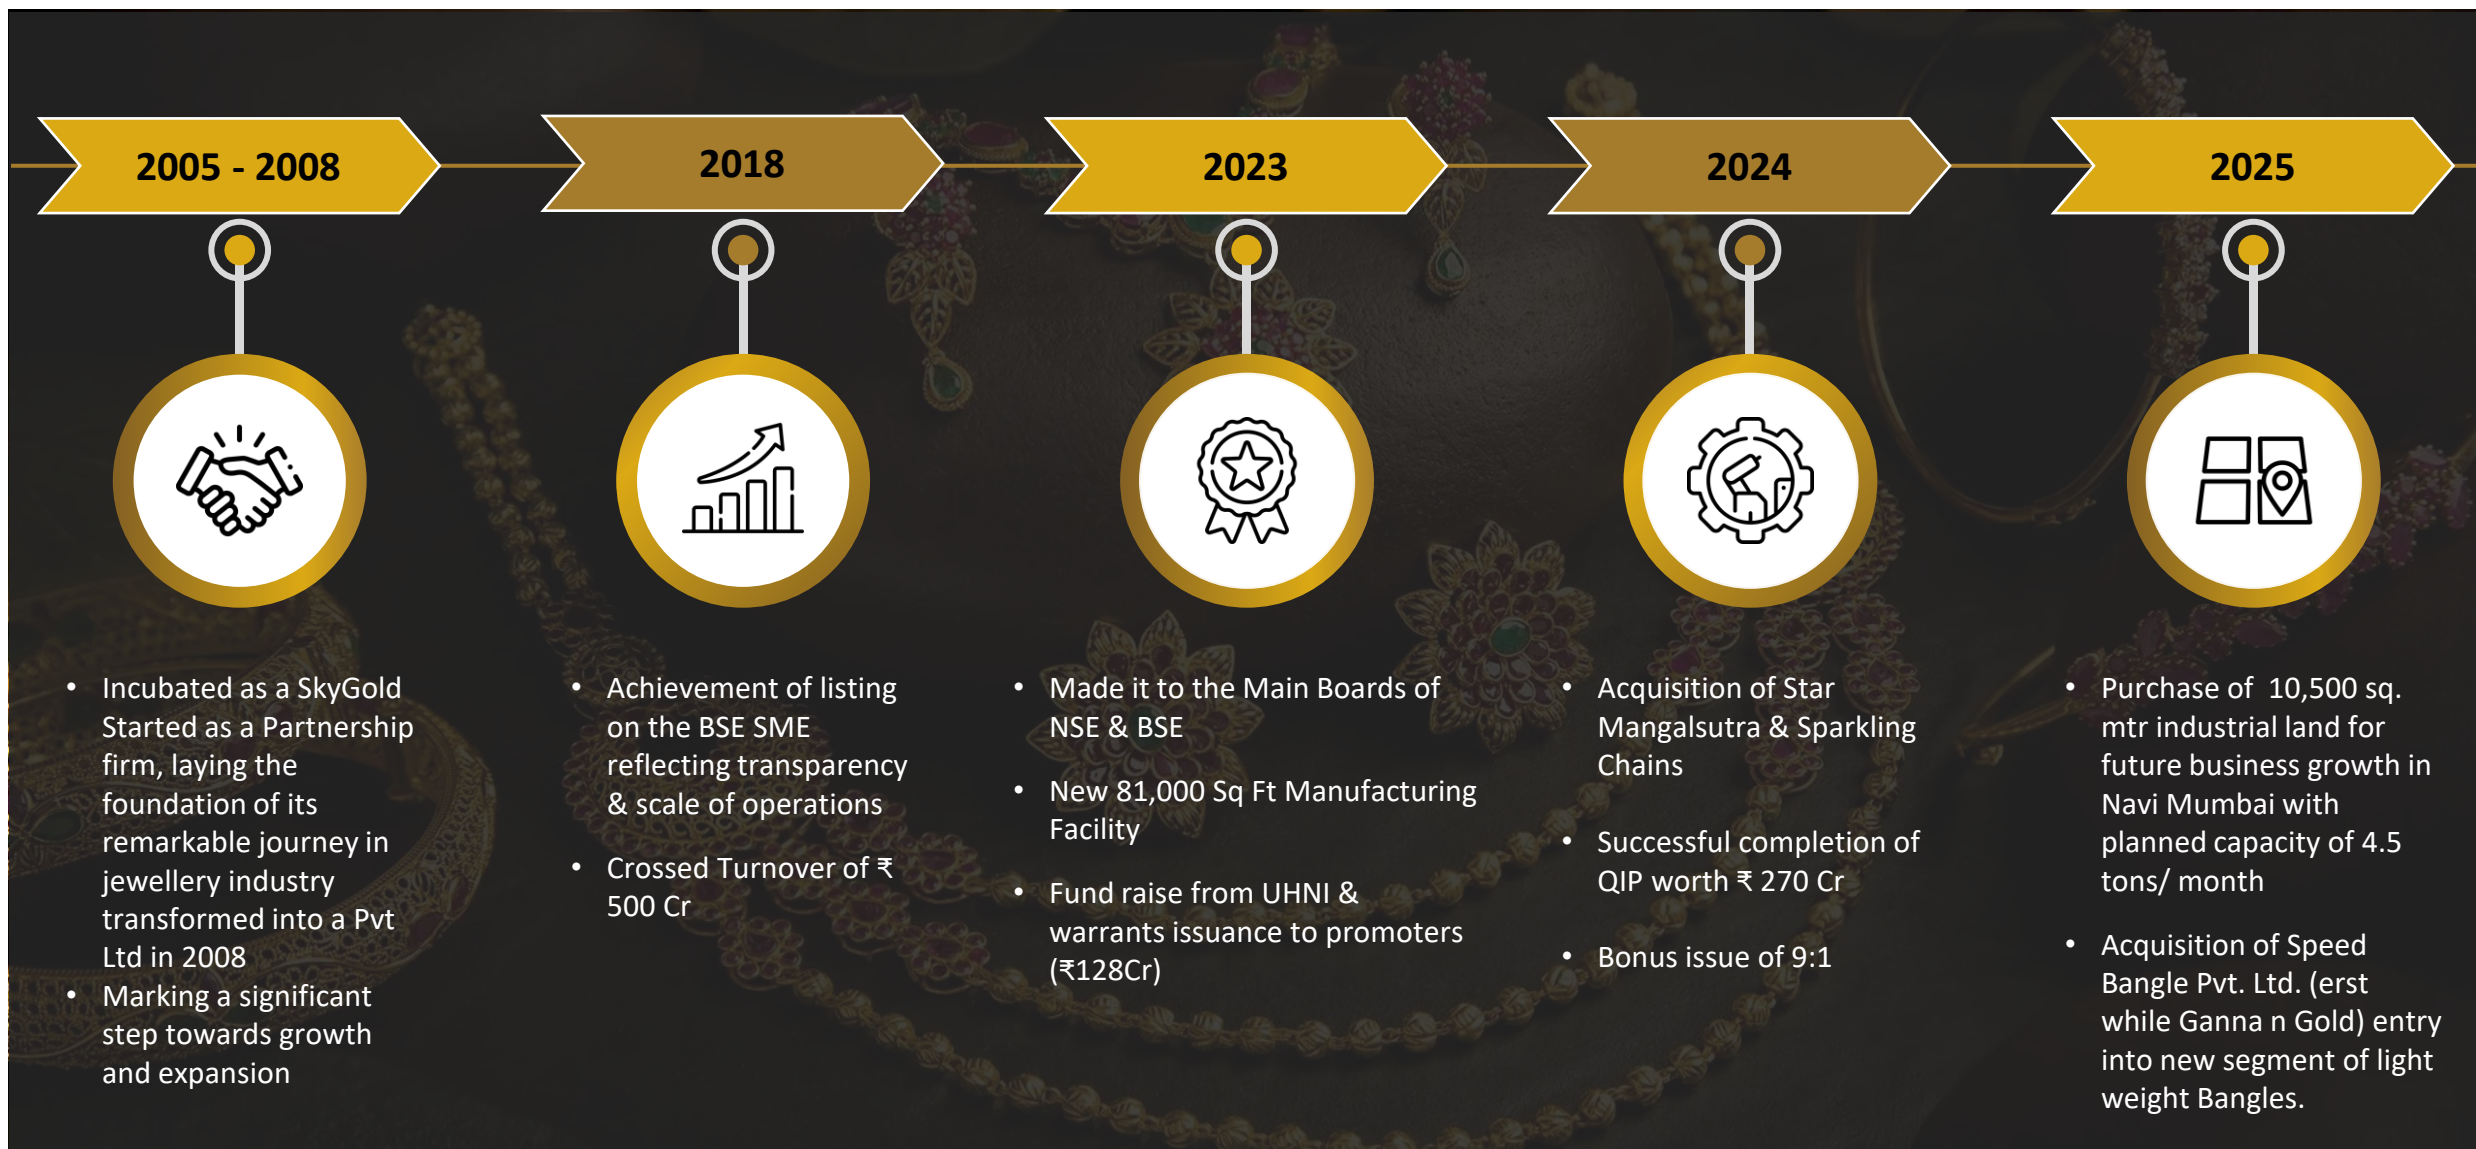 2005 - 2008
2018
2023
2024
2025
• Incubated as a SkyGold
Started as a Partnership
firm, laying the
foundation of its
remarkable journey in
jewellery industry
transformed into a Pvt
Ltd in 2008
• Marking a significant
step towards growth
and expansion
• Achievement of listing
on the BSE SME
reflecting transparency
& scale of operations
• Crossed Turnover of ₹
500 Cr
• Made it to the Main Boards of
NSE & BSE
• New 81,000 Sq Ft Manufacturing
Facility
• Fund raise from UHNI &
warrants issuance to promoters
(₹128Cr)
• Acquisition of Star
Mangalsutra & Sparkling
Chains
• Successful completion of
QIP worth ₹ 270 Cr
• Bonus issue of 9:1
• Purchase of  10,500 sq.
mtr industrial land for
future business growth in
Navi Mumbai with
planned capacity of 4.5
tons/ month
• Acquisition of Speed
Bangle Pvt. Ltd. (erst
while Ganna n Gold) entry
into new segment of light
weight Bangles.